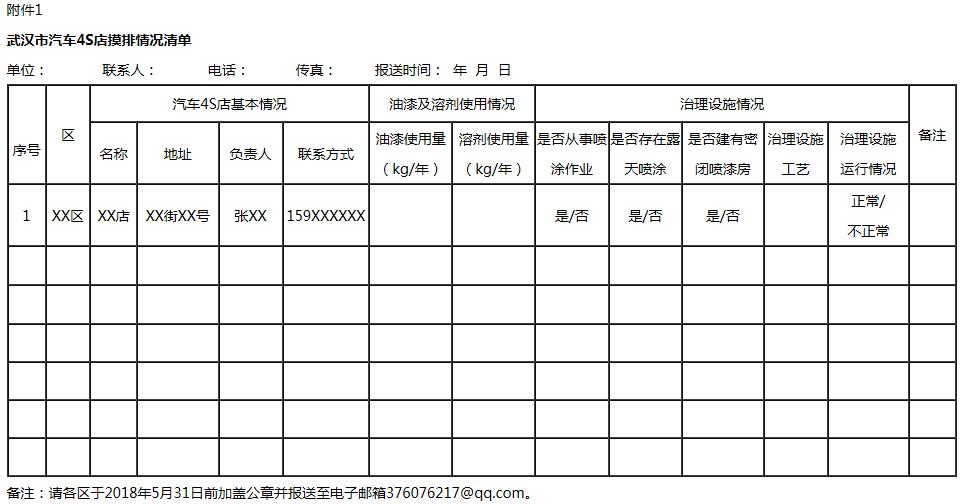 附件1
武汉市汽车4S店摸排情况清单
单位： 联系人： 电话： 传真： 报送时间： 年 月 日
序号 区 汽车4S店基本情况 油漆及溶剂使用情况 治理设施情况 备注
名称 地址 负责人 联系方式 油漆使用量（kg/年） 溶剂使用量（kg/年） 是否从事喷涂作业 是否存在露天喷涂 是否建有密闭喷漆房 治理设施工艺 治理设施运行情况
1 XX区 XX店 XX街XX号 张XX 159XXXXXX 是/否 是/否 是/否 正常/不正常
备注：请各区于2018年5月31日前加盖公章并报送至电子邮箱376076217@qq.com。